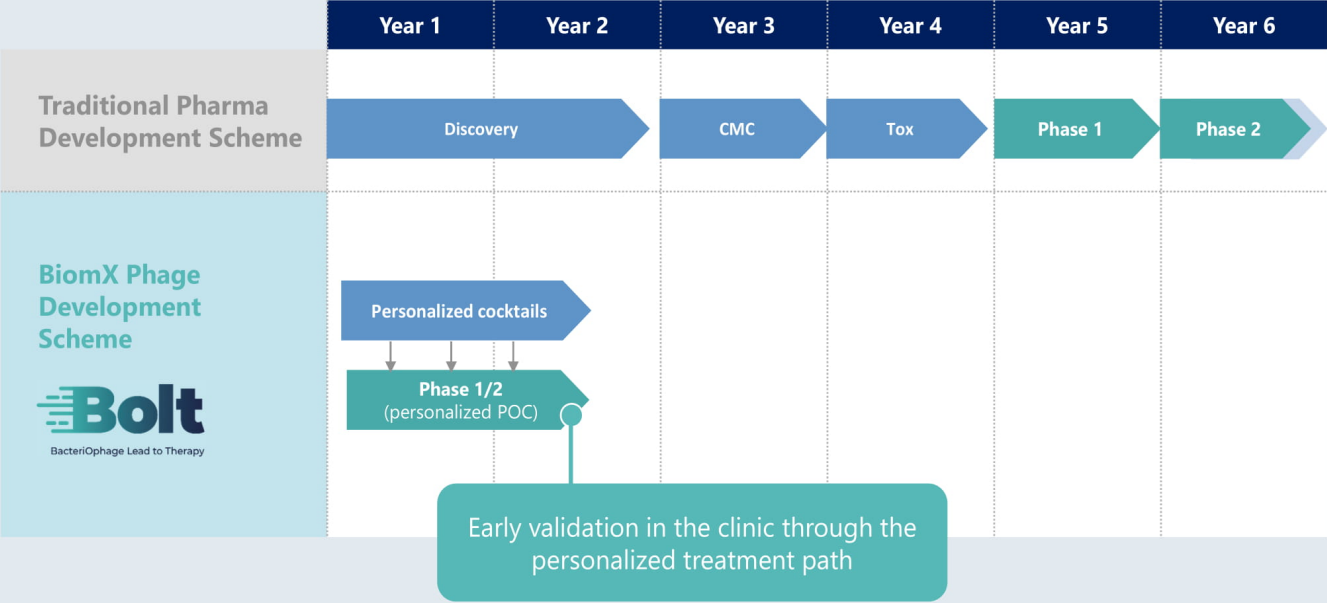 Year 1
Year 2
Year 3
Year 4
Year 5
Year 6
Traditional Pharma
Development Scheme
Discovery
CMC
Tox
Phase 1
Phase 2
BiomX Phage
Development
Scheme
Bolt
BacteriOphage Lead to Therapy
Personalized cocktails
Phase 1/2
(personalized POC)
Early validation in the clinic through the
personalized treatment path